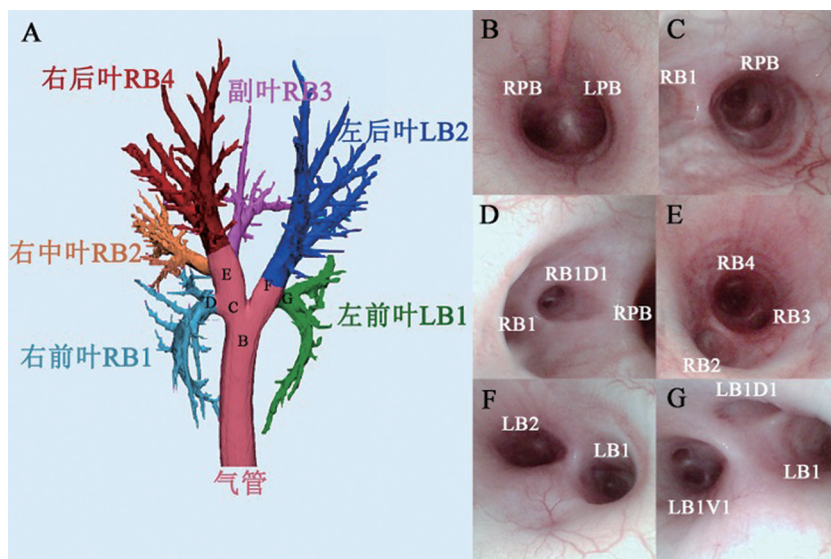 A
右后叶RB4
副叶RB3
左后叶LB2
右中叶RB2
E
F
D
G
C
左前叶LB1
右前叶RB1
B
气管
B
RPB
LPB
C
RB1
RPB
D
RB1D1
RB1
RPB
E
RB4
RB3
RB2
F
LB2
LB1
G
LB1D1
LB1
LB1V1